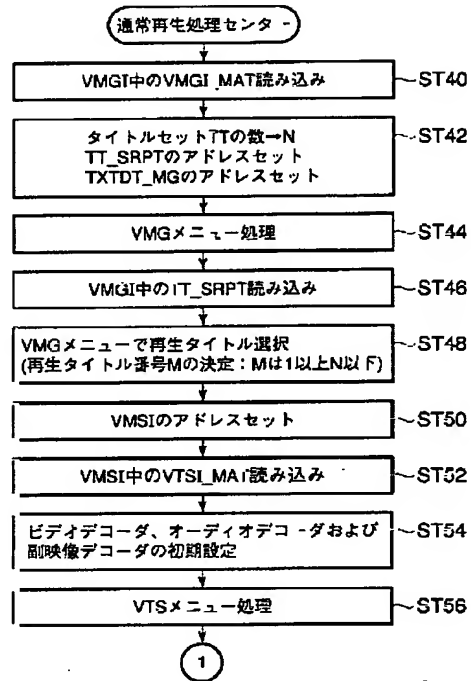 通常再生処理センター
VMGI中のVMGI_MAT読み込み
ST40
タイトルセットTTの数→N
TT_SRPTのアドレスセット
TXTDT_MGのアドレスセット
ST42
VMGメニュー処理
ST44
VMGI中のTT_SRPT読み込み
ST46
VMGメニューで再生タイトル選択
(再生タイトル番号Mの決定：Mは1以上N以下)
ST48
VMSIのアドレスセット
ST50
VMSI中のVTSI_MAT読み込み
ST52
ビデオデコーダ、オーディオデコーダおよび
副映像デコーダの初期設定
ST54
VTSメニュー処理
ST56
1